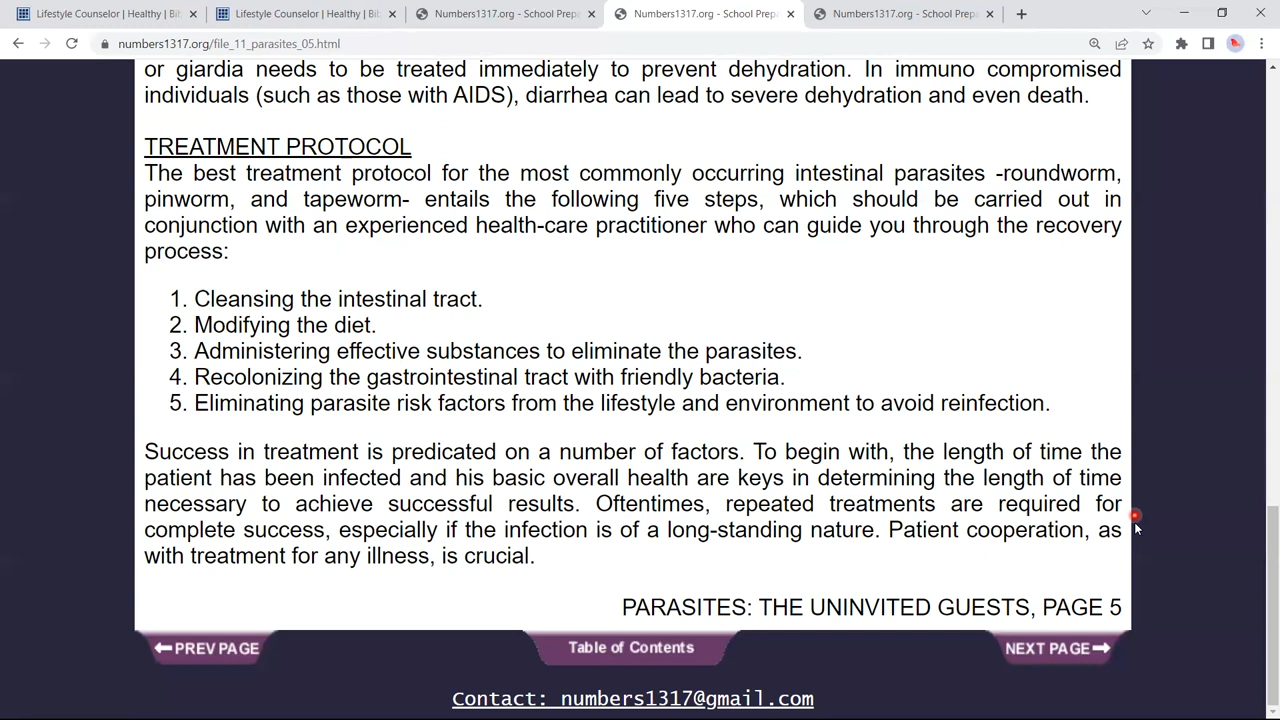 Lifestyle Counselor | Healthy | Bib
Lifestyle Counselor | Healthy | Bib
Numbers1317.org - School Prep
Numbers1317.org - School Prepa
Numbers1317.org - School Prepa
numbers1317.org/file_11_parasites_05.html
or giardia needs to be treated immediately to prevent dehydration. In immuno compromised
individuals (such as those with AIDS), diarrhea can lead to severe dehydration and even death.
TREATMENT PROTOCOL
The best treatment protocol for the most commonly occurring intestinal parasites -roundworm,
pinworm, and tapeworm- entails the following five steps, which should be carried out in
conjunction with an experienced health-care practitioner who can guide you through the recovery
process:
1. Cleansing the intestinal tract.
2. Modifying the diet.
3. Administering effective substances to eliminate the parasites.
4. Recolonizing the gastrointestinal tract with friendly bacteria.
5. Eliminating parasite risk factors from the lifestyle and environment to avoid reinfection.
Success in treatment is predicated on a number of factors. To begin with, the length of time the
patient has been infected and his basic overall health are keys in determining the length of time
necessary to achieve successful results. Oftentimes, repeated treatments are required for
complete success, especially if the infection is of a long-standing nature. Patient cooperation, as
with treatment for any illness, is crucial.
PARASITES: THE UNINVITED GUESTS, PAGE 5
PREV PAGE
Table of Contents
NEXT PAGE
Contact: numbers1317@gmail.com